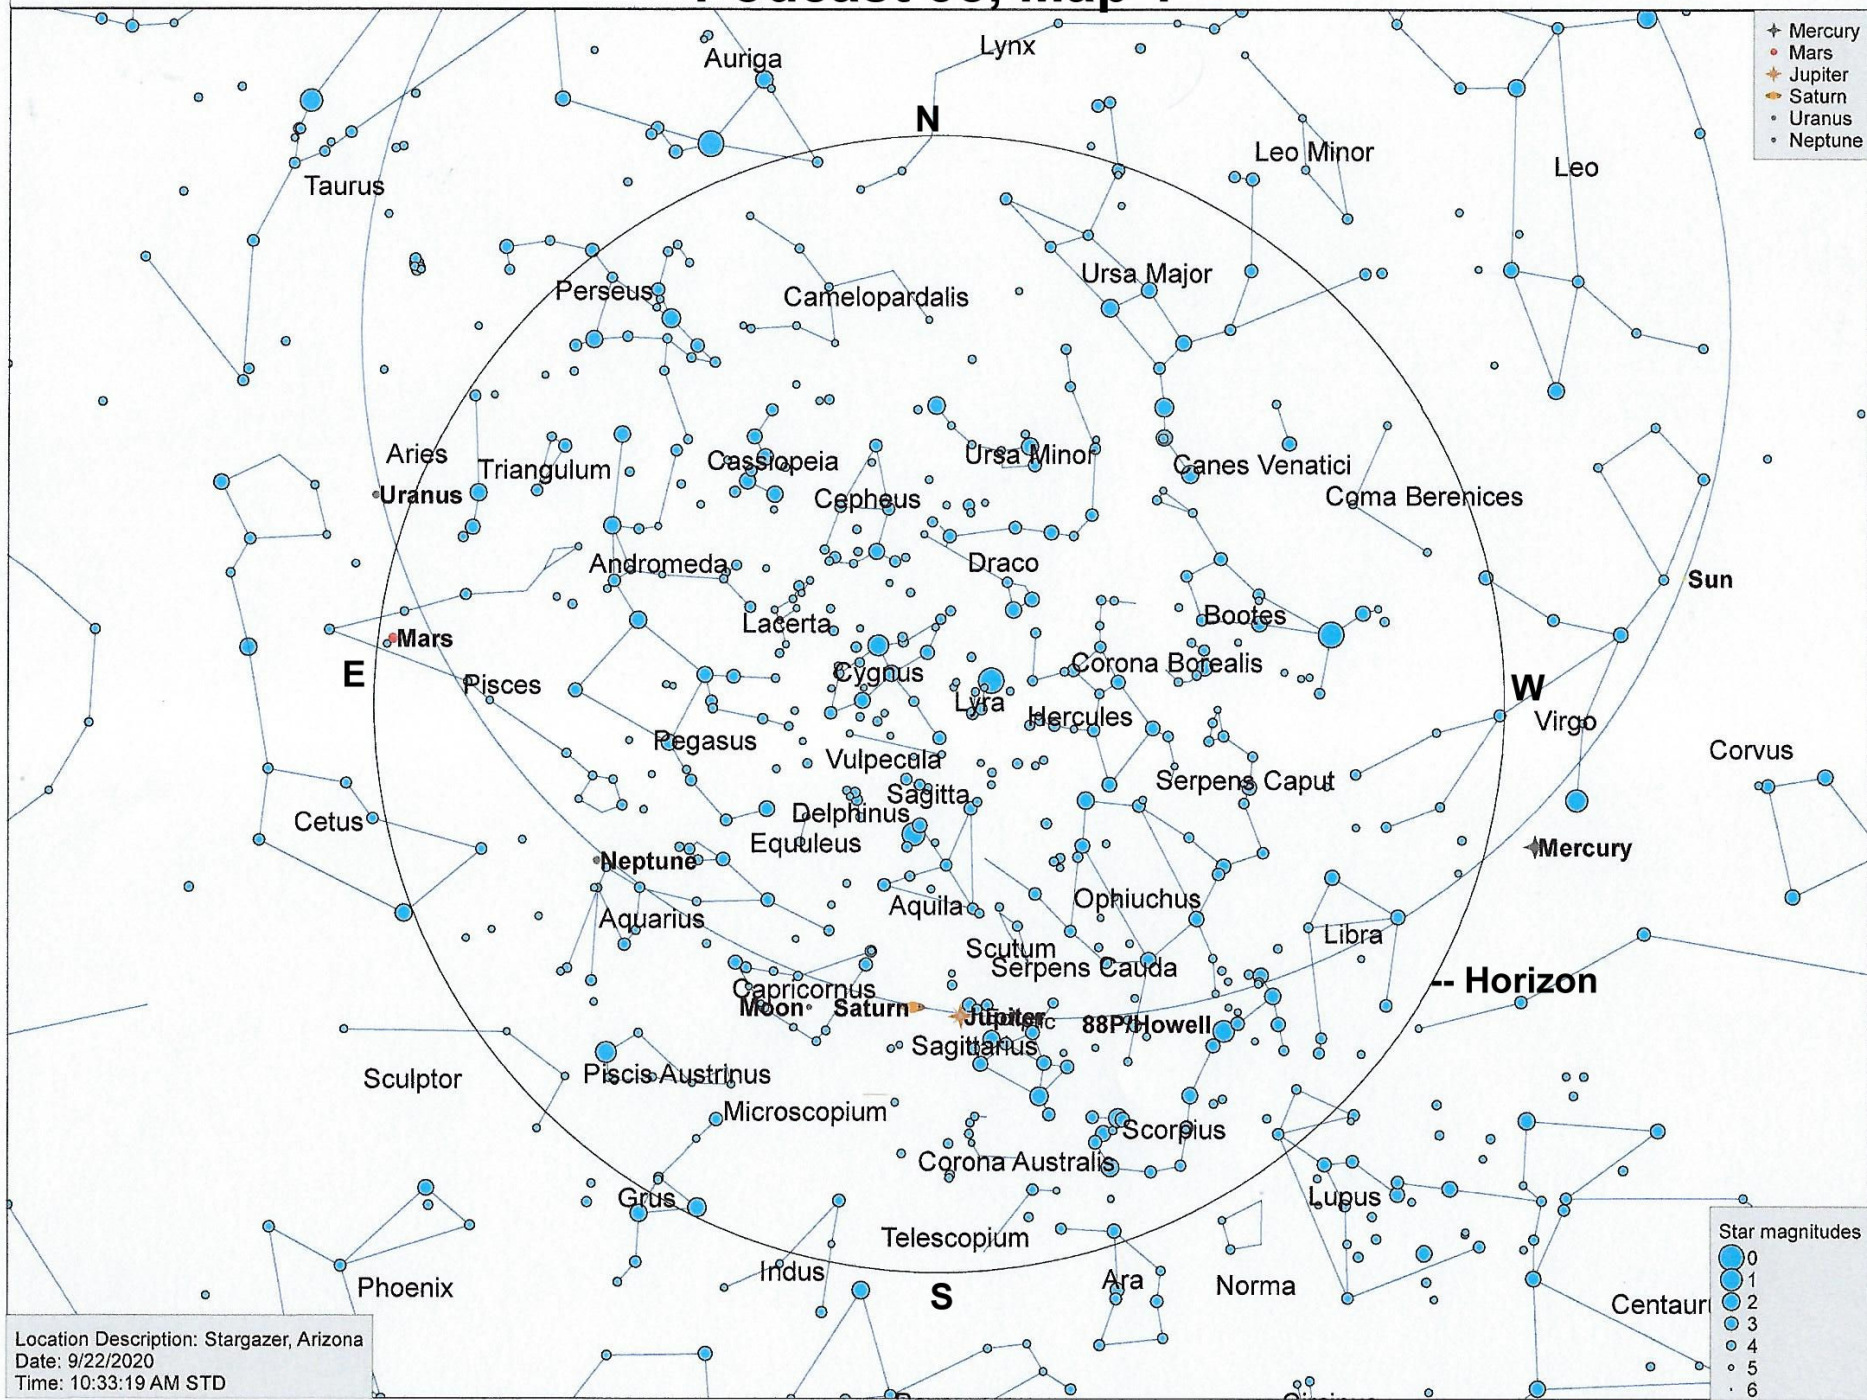 Mercury
Mars
Jupiter
Saturn
Uranus
Neptune
Lynx
Auriga
N
Leo Minor
Leo
Taurus
Ursa Major
Perseus
Camelopardalis
Aries
Triangulum
Cassiopeia
Ursa Minor
Canes Venatici
Uranus
Cepheus
Coma Berenices
Andromeda
Draco
Sun
Lacerta
Bootes
Mars
E
Pisces
Cygnus
Lyra
Corona Borealis
W
Hercules
Virgo
Pegasus
Vulpecula
Corvus
Serpens Caput
Sagitta
Cetus
Delphinus
Equuleus
Mercury
Neptune
Aquarius
Aquila
Ophiuchus
Libra
Scutum
Serpens Cauda
-- Horizon
Capricornus
Moon
Saturn
Jupiter
88P/Howell
Sagittarius
Sculptor
Piscis Austrinus
Microscopium
Scorpius
Corona Australis
Grus
Lupus
Telescopium
Indus
Phoenix
S
Ara
Norma
Centauru
Star magnitudes
0
1
2
3
4
5
6
Location Description: Stargazer, Arizona
Date: 9/22/2020
Time: 10:33:19 AM STD